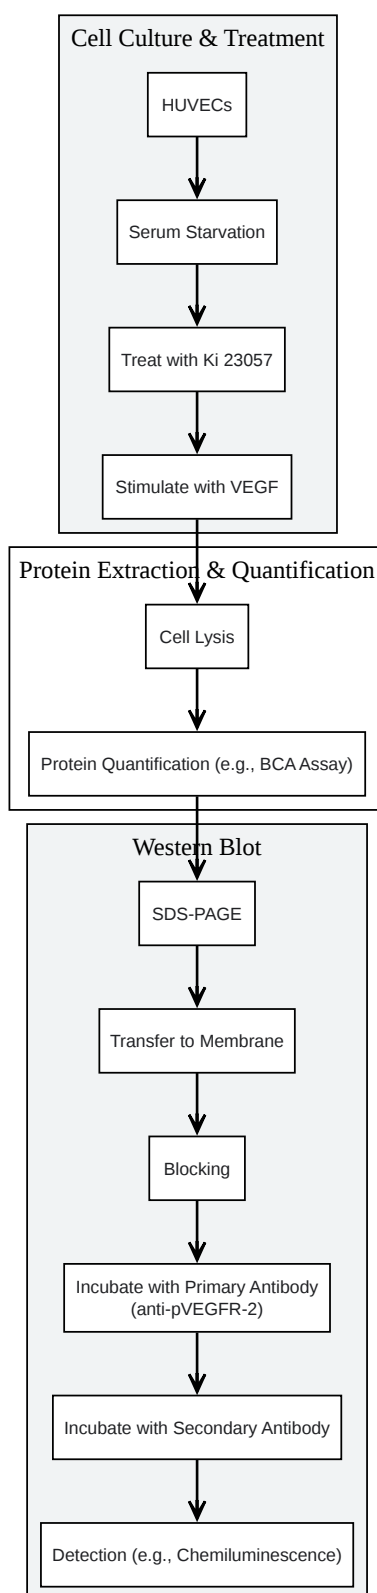 Cell Culture & Treatment
HUVECs
Serum Starvation
Treat with Ki 23057
Stimulate with VEGF
Protein Extraction & Quantification
Cell Lysis
Protein Quantification (e.g., BCA Assay)
Western Blot
SDS-PAGE
Transfer to Membrane
Blocking
Incubate with Primary Antibody
(anti-pVEGFR-2)
Incubate with Secondary Antibody
Detection (e.g., Chemiluminescence)